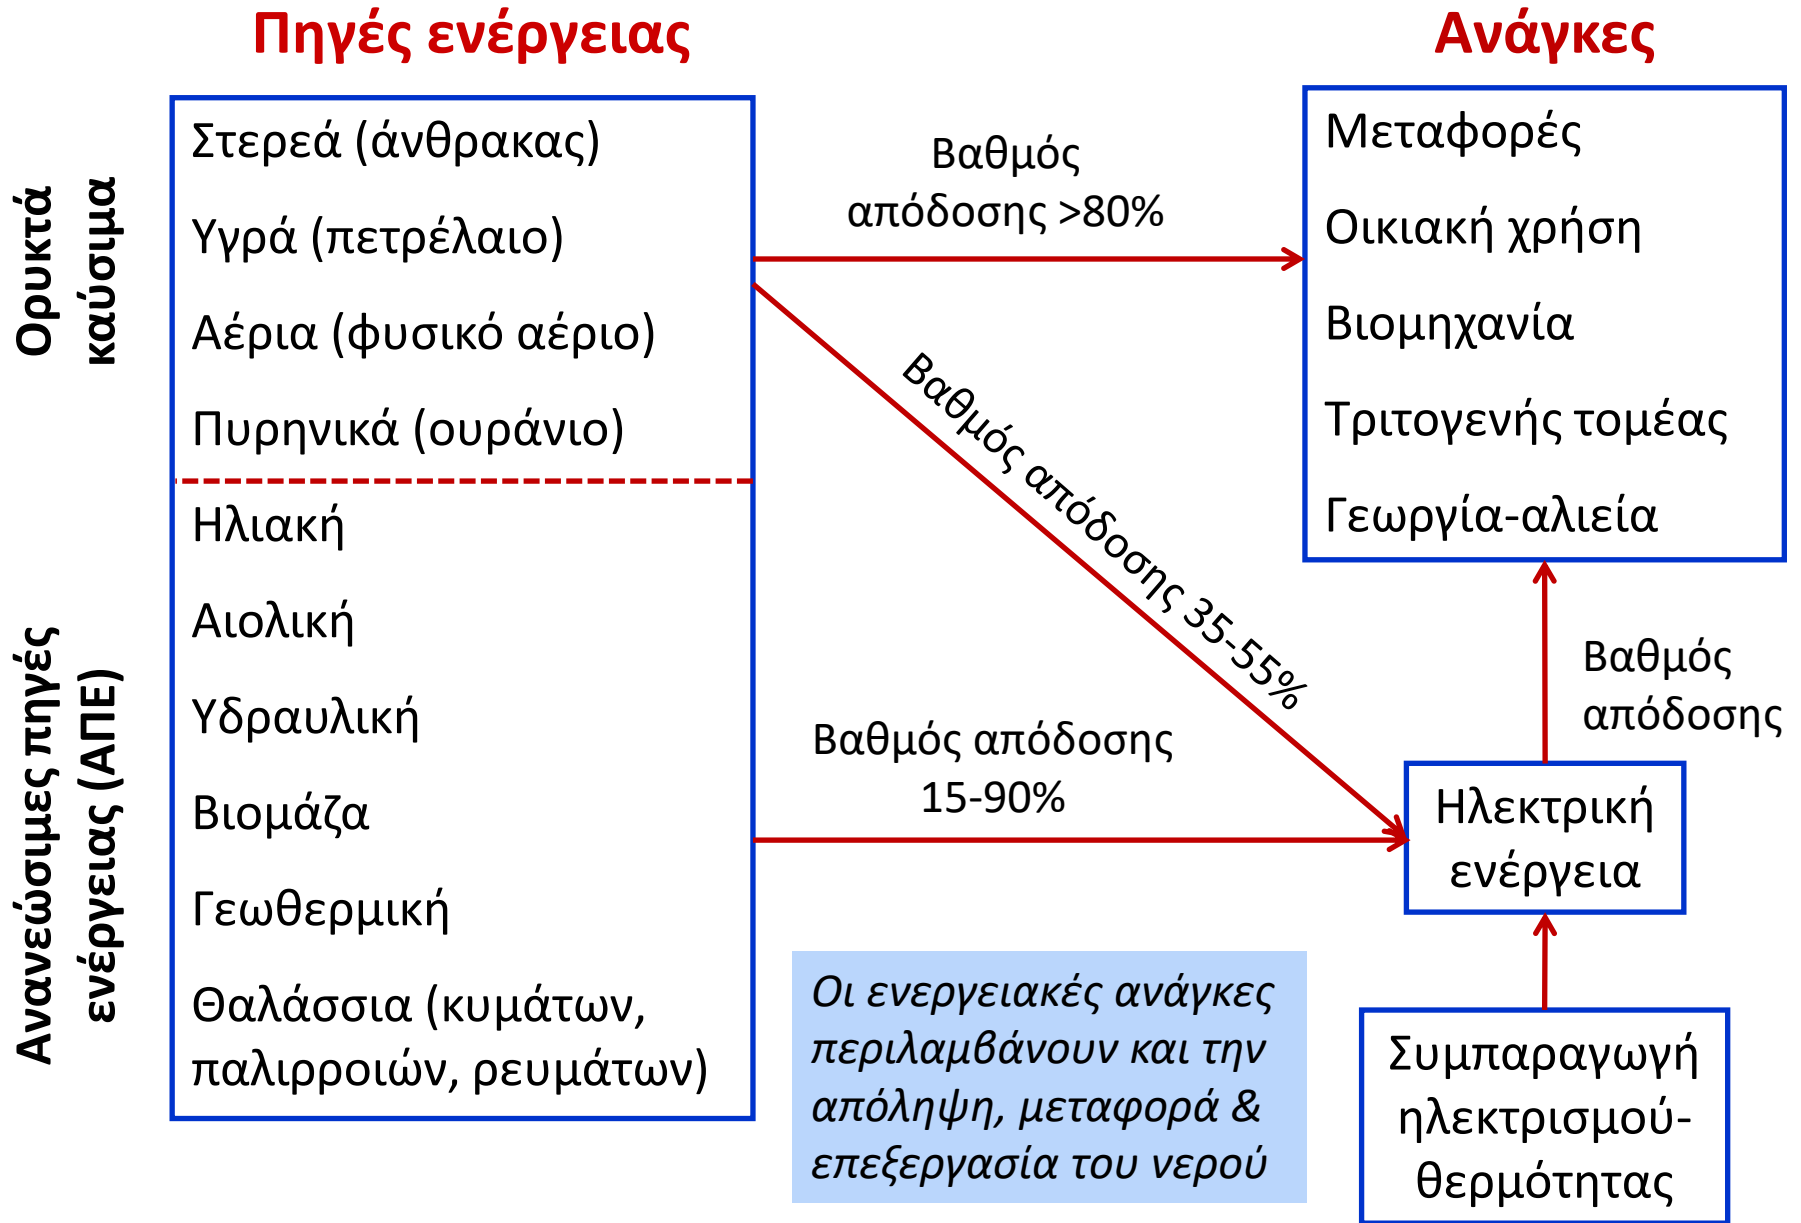 Πηγές ενέργειας
Ανάγκες
Ορυκτά
καύσιμα
Στερεά (άνθρακας)
Υγρά (πετρέλαιο)
Αέρια (φυσικό αέριο)
Πυρηνικά (ουράνιο)
Ανανεώσιμες πηγές
ενέργειας (ΑΠΕ)
Ηλιακή
Αιολική
Υδραυλική
Βιομάζα
Γεωθερμική
Θαλάσσια (κυμάτων,
παλιρροιών, ρευμάτων)
Βαθμός
απόδοσης >80%
Βαθμός απόδοσης 35-55%
Βαθμός απόδοσης
15-90%
Μεταφορές
Οικιακή χρήση
Βιομηχανία
Τριτογενής τομέας
Γεωργία-αλιεία
Βαθμός
απόδοσης
Ηλεκτρική
ενέργεια
Συμπαραγωγή
ηλεκτρισμού-
θερμότητας
Οι ενεργειακές ανάγκες
περιλαμβάνουν και την
απόληψη, μεταφορά &
επεξεργασία του νερού